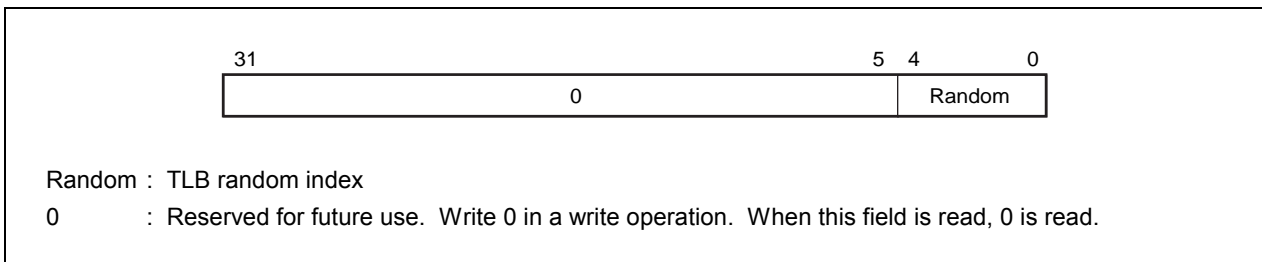 31 5 4 0
0 Random
Random : TLB random index
0 : Reserved for future use. Write 0 in a write operation. When this field is read, 0 is read.